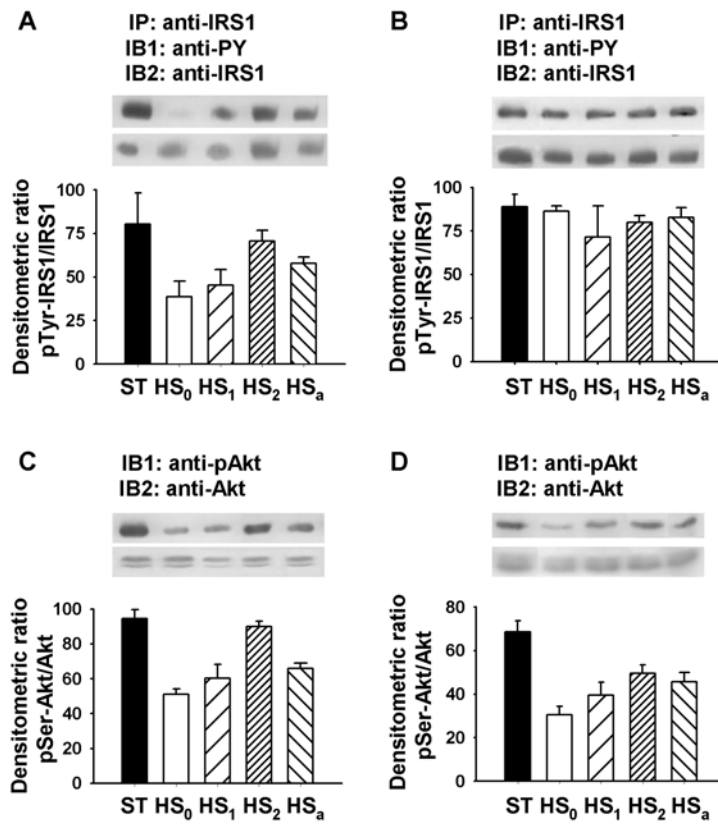 A
IP: anti-IRS1
IB1: anti-PY
IB2: anti-IRS1
Densitometric ratio
pTyr-IRS1/IRS1
100
75
50
25
ST HS₀ HS₁ HS₂ HSₐ
B
IP: anti-IRS1
IB1: anti-PY
IB2: anti-IRS1
Densitometric ratio
pTyr-IRS1/IRS1
100
75
50
25
0
ST HS₀ HS₁ HS₂ HSₐ
C
IB1: anti-pAkt
IB2: anti-Akt
Densitometric ratio
pSer-Akt/Akt
100
80
60
40
20
0
ST HS₀ HS₁ HS₂ HSₐ
D
IB1: anti-pAkt
IB2: anti-Akt
Densitometric ratio
pSer-Akt/Akt
80
60
40
20
0
ST HS₀ HS₁ HS₂ HSₐ